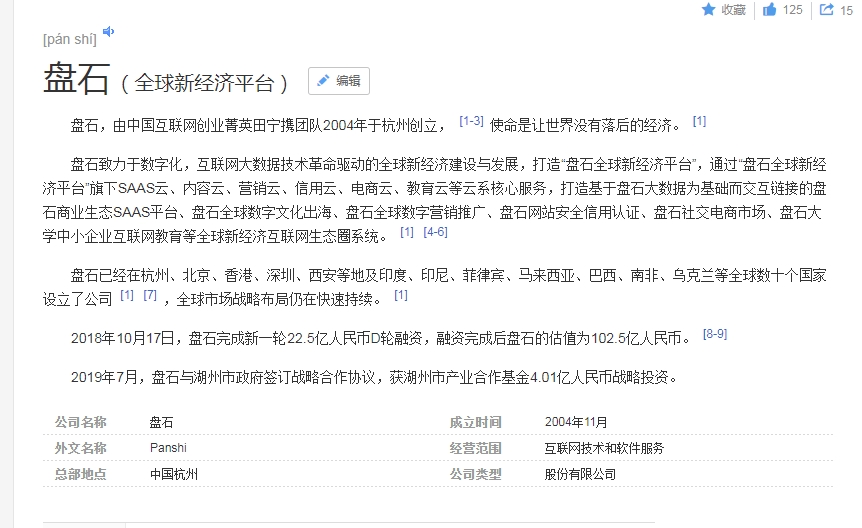 收藏 125 15
[pán shí]
盘石（全球新经济平台） 编辑
盘石，由中国互联网创业菁英田宁携团队2004年于杭州创立， [1-3] 使命是让世界没有落后的经济。 [1]
盘石致力于数字化，互联网大数据技术革命驱动的全球新经济建设与发展，打造“盘石全球新经济平台”，通过“盘石全球新经
济平台”旗下SAAS云、内容云、营销云、信用云、电商云、教育云等云系核心服务，打造基于盘石大数据为基础而交互链接的盘
石商业生态SAAS平台、盘石全球数字文化出海、盘石全球数字营销推广、盘石网站安全信用认证、盘石社交电商市场、盘石大
学中小企业互联网教育等全球新经济互联网生态圈系统。 [1] [4-6]
盘石已经在杭州、北京、香港、深圳、西安等地及印度、印尼、菲律宾、马来西亚、巴西、南非、乌克兰等全球数十个国家
设立了公司 [1] [7] ，全球市场战略布局仍在快速持续。 [1]
2018年10月17日，盘石完成新一轮22.5亿人民币D轮融资，融资完成后盘石的估值为102.5亿人民币。 [8-9]
2019年7月，盘石与湖州市政府签订战略合作协议，获湖州市产业合作基金4.01亿人民币战略投资。
公司名称 盘石 成立时间 2004年11月
外文名称 Panshi 经营范围 互联网技术和软件服务
总部地点 中国杭州 公司类型 股份有限公司